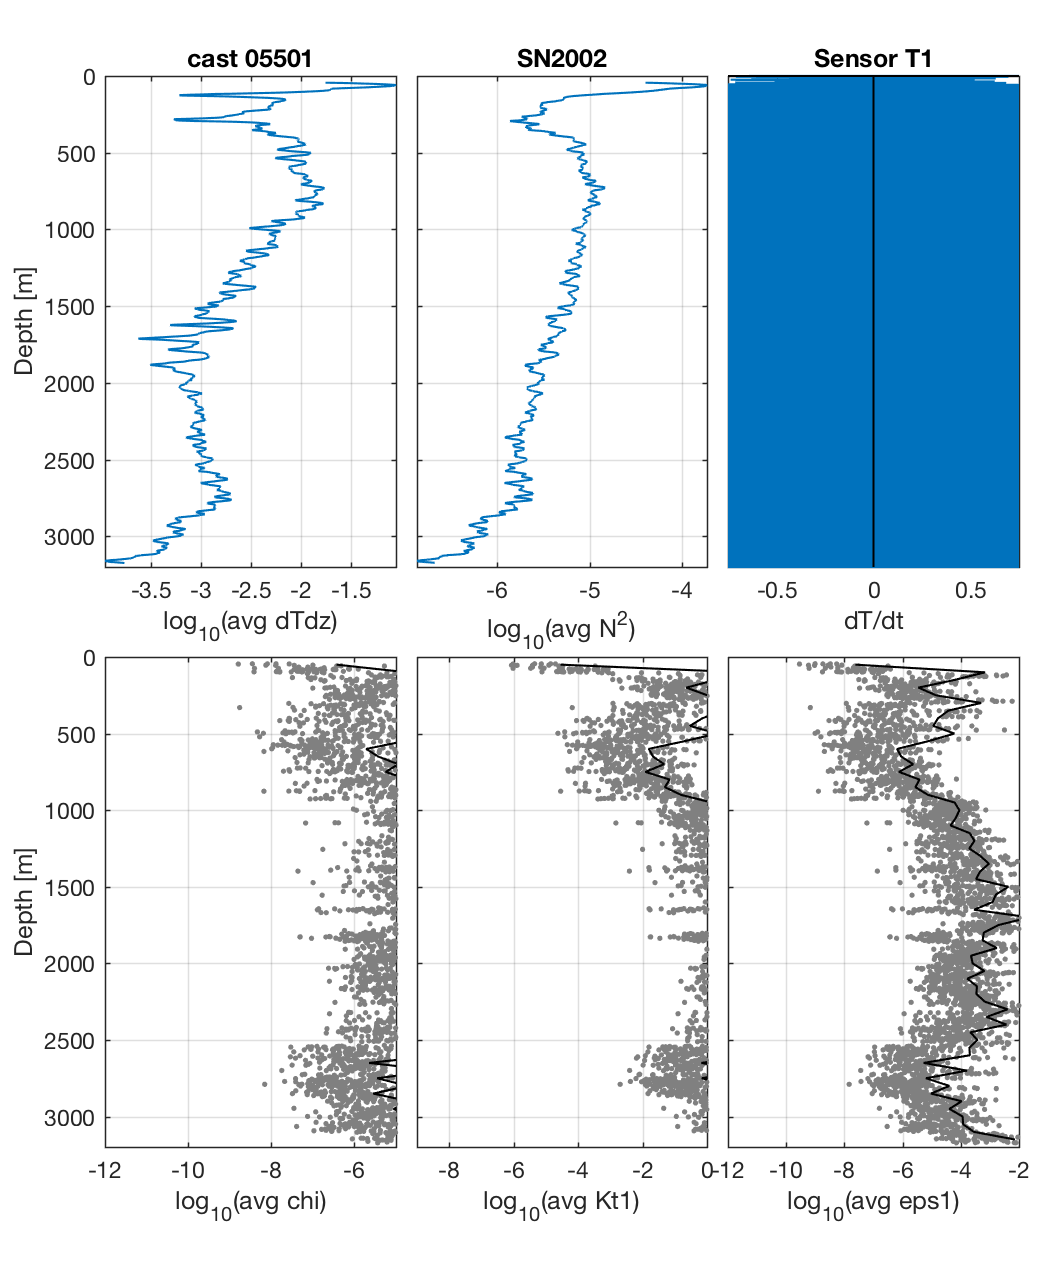 cast 05501 SN2002 Sensor T1
0
500
1000
1500
2000
2500
3000
Depth [m]
-3.5 -3 -2.5 -2 -1.5
log10(avg dTdz)
-6 -5 -4
log10(avg N2)
-0.5 0 0.5
dT/dt
0
500
1000
1500
2000
2500
3000
Depth [m]
-12 -10 -8 -6
log10(avg chi)
-8 -6 -4 -2 0
log10(avg Kt1)
-12 -10 -8 -6 -4 -2
log10(avg eps1)